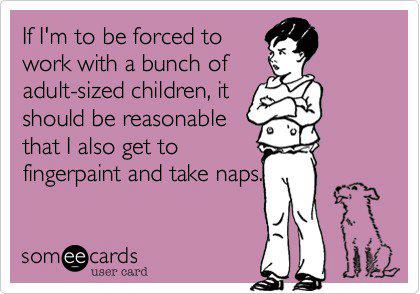 If I'm to be forced to
work with a bunch of
adult-sized children, it
should be reasonable
that I also get to
fingerpaint and take naps.
someecards
user card